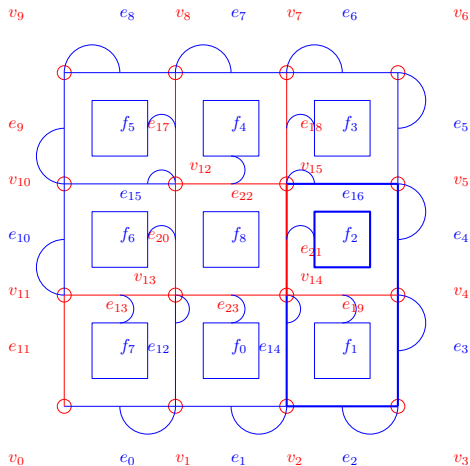 v₉ e₈ v₈ e₇ v₇ e₆ v₆
e₉ f₅ e₁₇ f₄ e₁₈ f₃ e₅
v₁₀ v₁₂ v₁₅ v₅
e₁₅ e₂₂ e₁₆
e₁₀ f₆ e₂₀ f₈ e₂₁ f₂ e₄
v₁₁ v₁₃ v₁₄ v₄
e₁₃ e₂₃ e₁₉
e₁₁ f₇ e₁₂ f₀ e₁₄ f₁ e₃
v₀ e₀ v₁ e₁ v₂ e₂ v₃